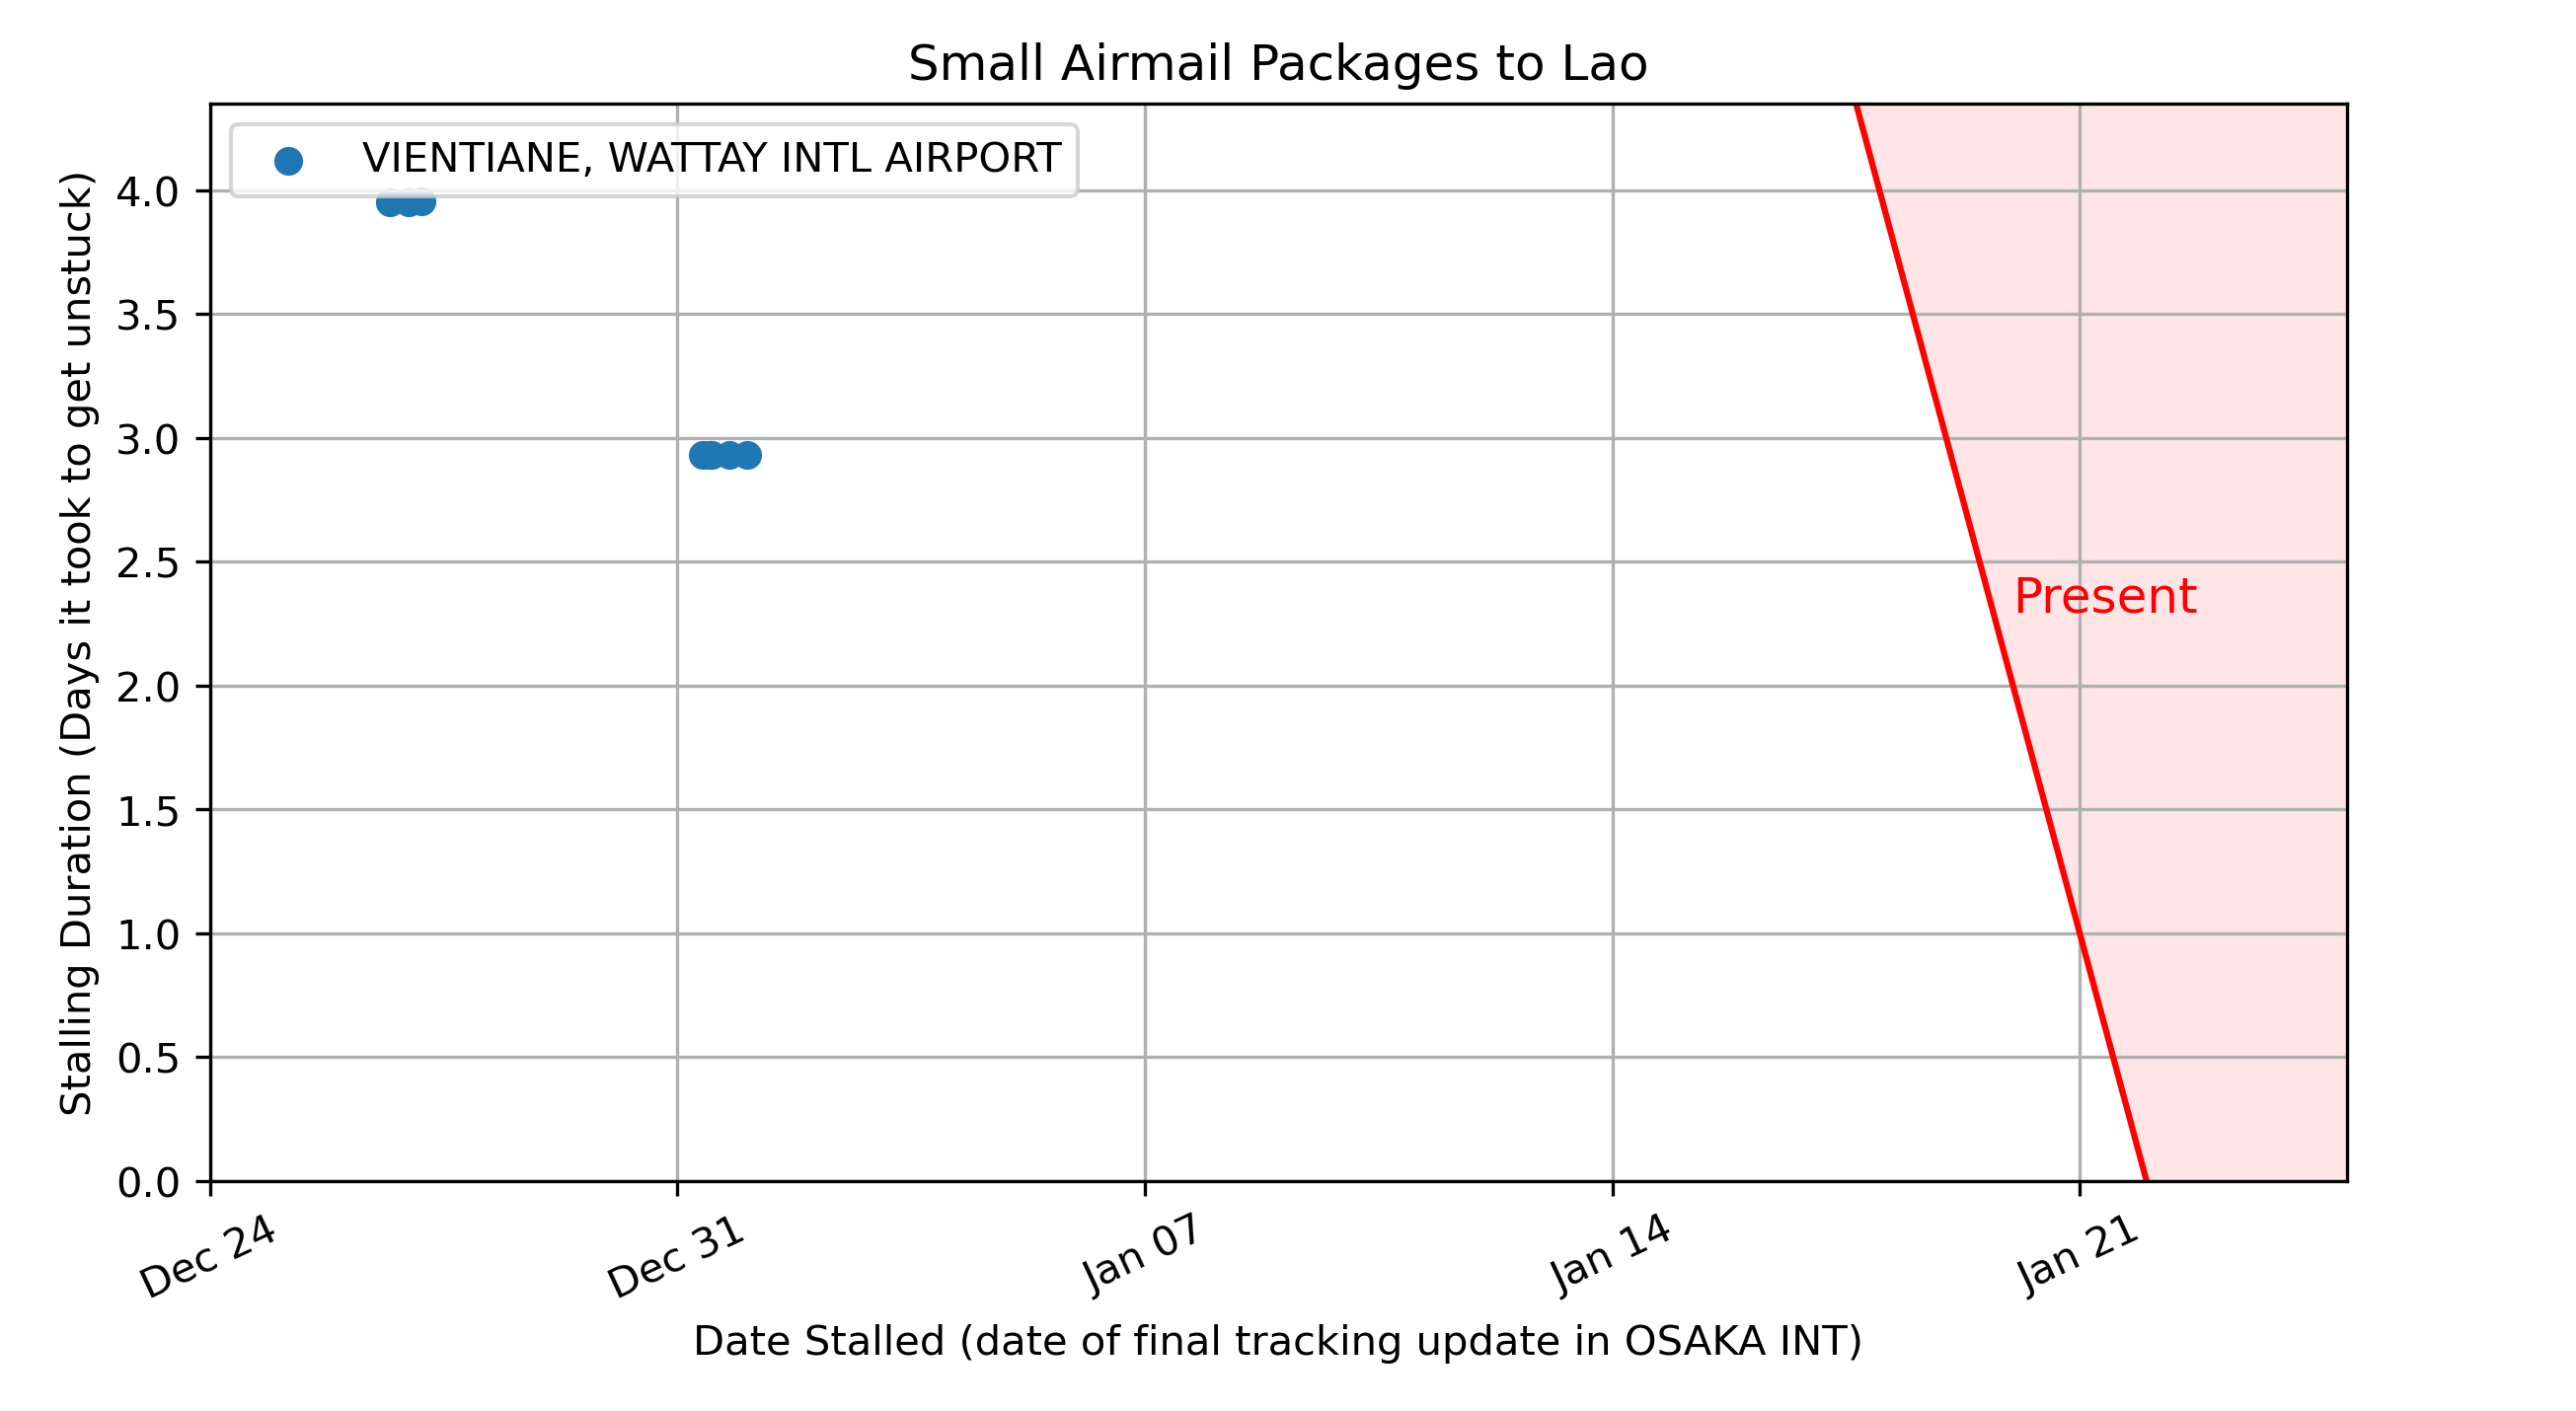 Small Airmail Packages to Lao
VIENTIANE, WATTAY INTL AIRPORT
Stalling Duration (Days it took to get unstuck)
4.0
3.5
3.0
2.5
2.0
1.5
1.0
0.5
0.0
Present
Dec 24
Dec 31
Jan 07
Jan 14
Jan 21
Date Stalled (date of final tracking update in OSAKA INT)